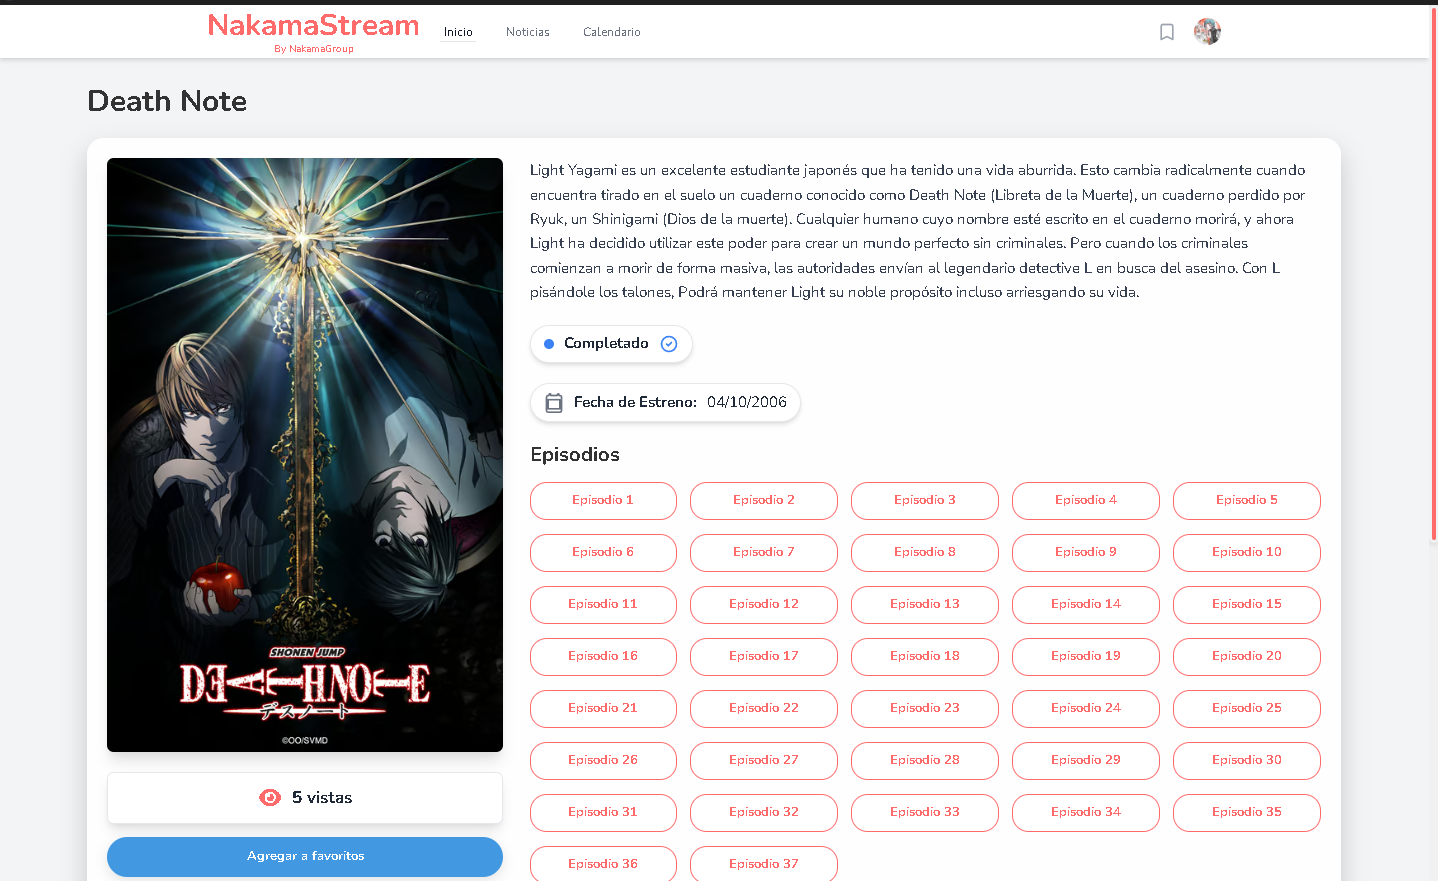 NakamaStream
By NakamaGroup
Inicio
Noticias
Calendario
Death Note
SHONEN JUMP
DEATH NOTE
デスノート
©OO/SVMD
5 vistas
Agregar a favoritos
Light Yagami es un excelente estudiante japonés que ha tenido una vida aburrida. Esto cambia radicalmente cuando
encuentra tirado en el suelo un cuaderno conocido como Death Note (Libreta de la Muerte), un cuaderno perdido por
Ryuk, un Shinigami (Dios de la muerte). Cualquier humano cuyo nombre esté escrito en el cuaderno morirá, y ahora
Light ha decidido utilizar este poder para crear un mundo perfecto sin criminales. Pero cuando los criminales
comienzan a morir de forma masiva, las autoridades envían al legendario detective L en busca del asesino. Con L
pisándole los talones, Podrá mantener Light su noble propósito incluso arriesgando su vida.
Completado
Fecha de Estreno: 04/10/2006
Episodios
Episodio 1
Episodio 2
Episodio 3
Episodio 4
Episodio 5
Episodio 6
Episodio 7
Episodio 8
Episodio 9
Episodio 10
Episodio 11
Episodio 12
Episodio 13
Episodio 14
Episodio 15
Episodio 16
Episodio 17
Episodio 18
Episodio 19
Episodio 20
Episodio 21
Episodio 22
Episodio 23
Episodio 24
Episodio 25
Episodio 26
Episodio 27
Episodio 28
Episodio 29
Episodio 30
Episodio 31
Episodio 32
Episodio 33
Episodio 34
Episodio 35
Episodio 36
Episodio 37